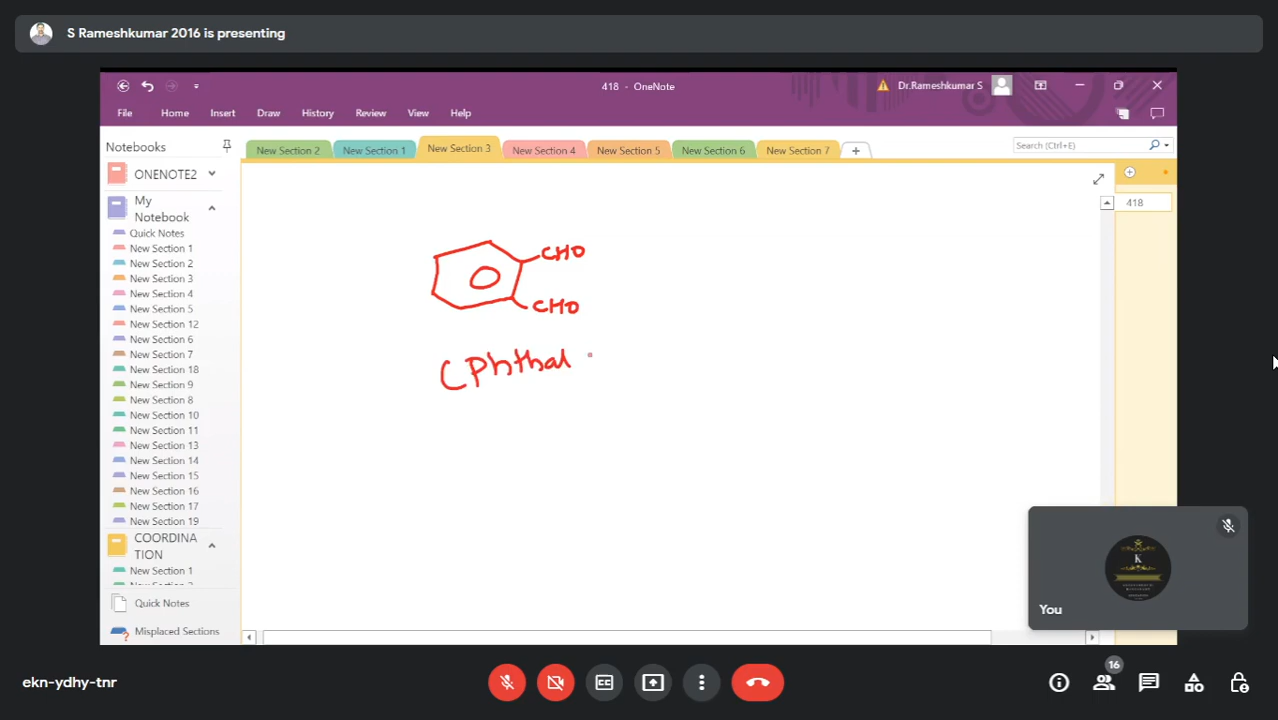 S Rameshkumar 2016 is presenting
418 - OneNote
Dr.Rameshkumar S
File Home Insert Draw History Review View Help
Notebooks
New Section 2 New Section 1 New Section 3 New Section 4 New Section 5 New Section 6 New Section 7 +
Search (Ctrl+E)
ONENOTE2
My
Notebook
Quick Notes
New Section 1
New Section 2
New Section 3
New Section 4
New Section 5
New Section 12
New Section 6
New Section 7
New Section 18
New Section 9
New Section 8
New Section 10
New Section 11
New Section 13
New Section 14
New Section 15
New Section 16
New Section 17
New Section 19
COORDINA
TION
New Section 1
Quick Notes
Misplaced Sections
418
CHO
CHO
(Phthal
K
You
ekn-ydhy-tnr
CC
16